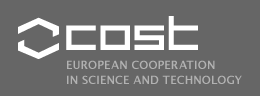 cost
EUROPEAN COOPERATION
IN SCIENCE AND TECHNOLOGY